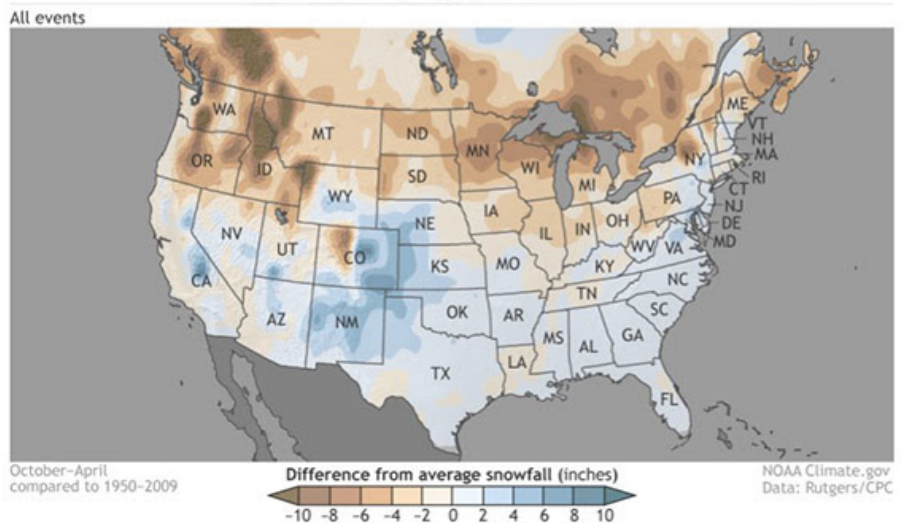 All events
WA
MT
ND
MN
ME
VT
NH
MA
RI
CT
NJ
DE
MD
OR
ID
WY
SD
WI
MI
NY
PA
NE
IA
IL
IN
OH
NV
UT
CO
KS
MO
KY
WV
VA
CA
AZ
NM
OK
AR
TN
NC
SC
MS
AL
GA
TX
LA
FL
October–April
compared to 1950–2009
Difference from average snowfall (inches)
-10 -8 -6 -4 -2 0 2 4 6 8 10
NOAA Climate.gov
Data: Rutgers/CPC